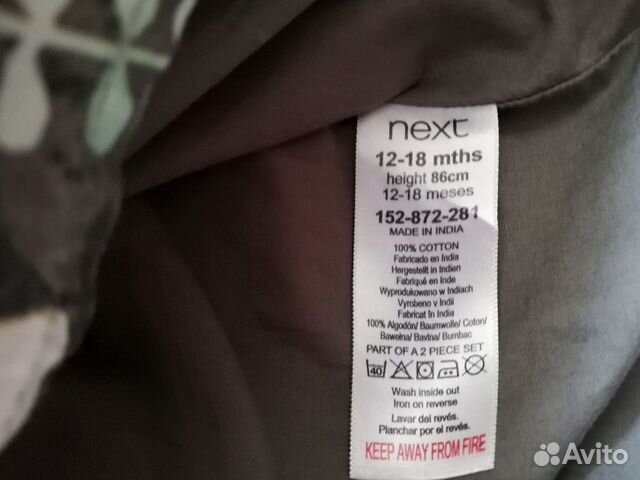 next
12-18 mths
height 86cm
12-18 meses
152-872-281
MADE IN INDIA
100% COTTON
Fabricado en India
Hergestellt in Indien
Fabriqué en Inde
Wyprodukowano w Indiach
Vyrobeno v Indii
Fabricat în India
100% Algodón/ Baumwolle/ Coton/
Bawełna/ Bavlna/ Bumbac
PART OF A 2 PIECE SET
40
Wash inside out
Iron on reverse
Lavar del revés.
Planchar por el revés.
KEEP AWAY FROM FIRE
Avito